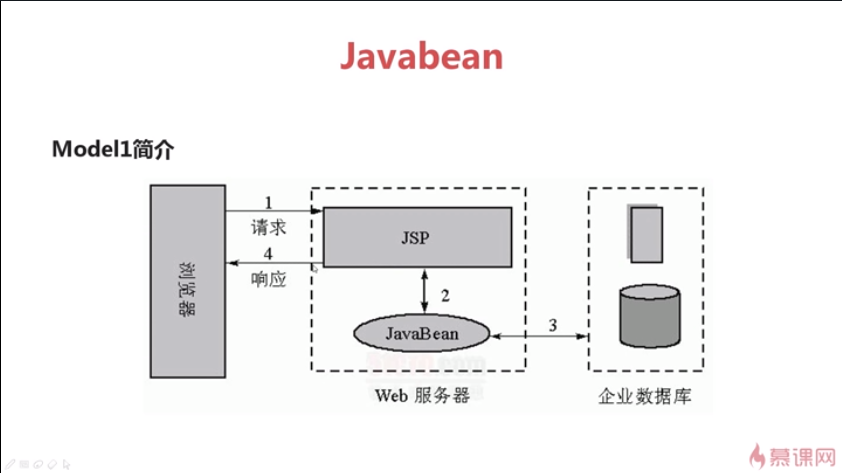 Javabean
Model1简介
1
请求
4
响应
浏览器
JSP
2
JavaBean
3
Web 服务器
企业数据库
慕课网